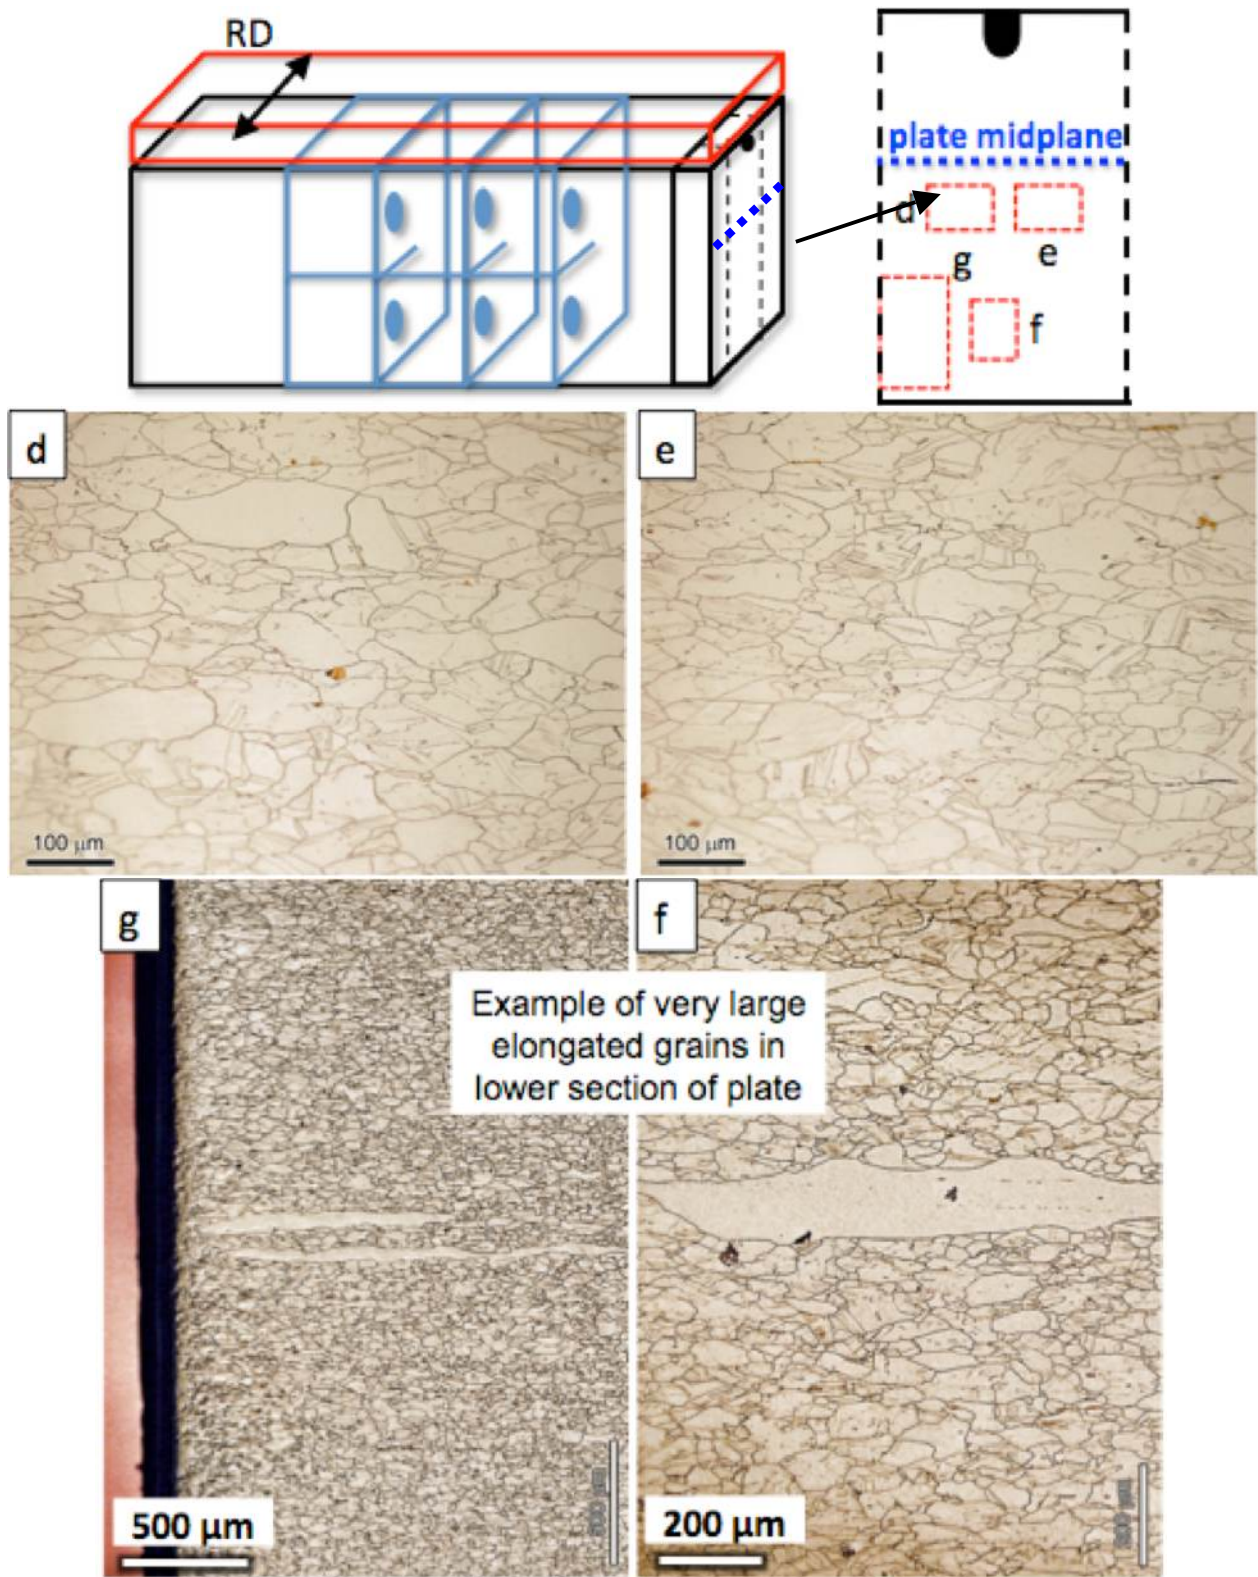 RD
plate midplane
d
g
e
f
d
e
100 μm
100 μm
g
f
Example of very large
elongated grains in
lower section of plate
500 μm
200 μm